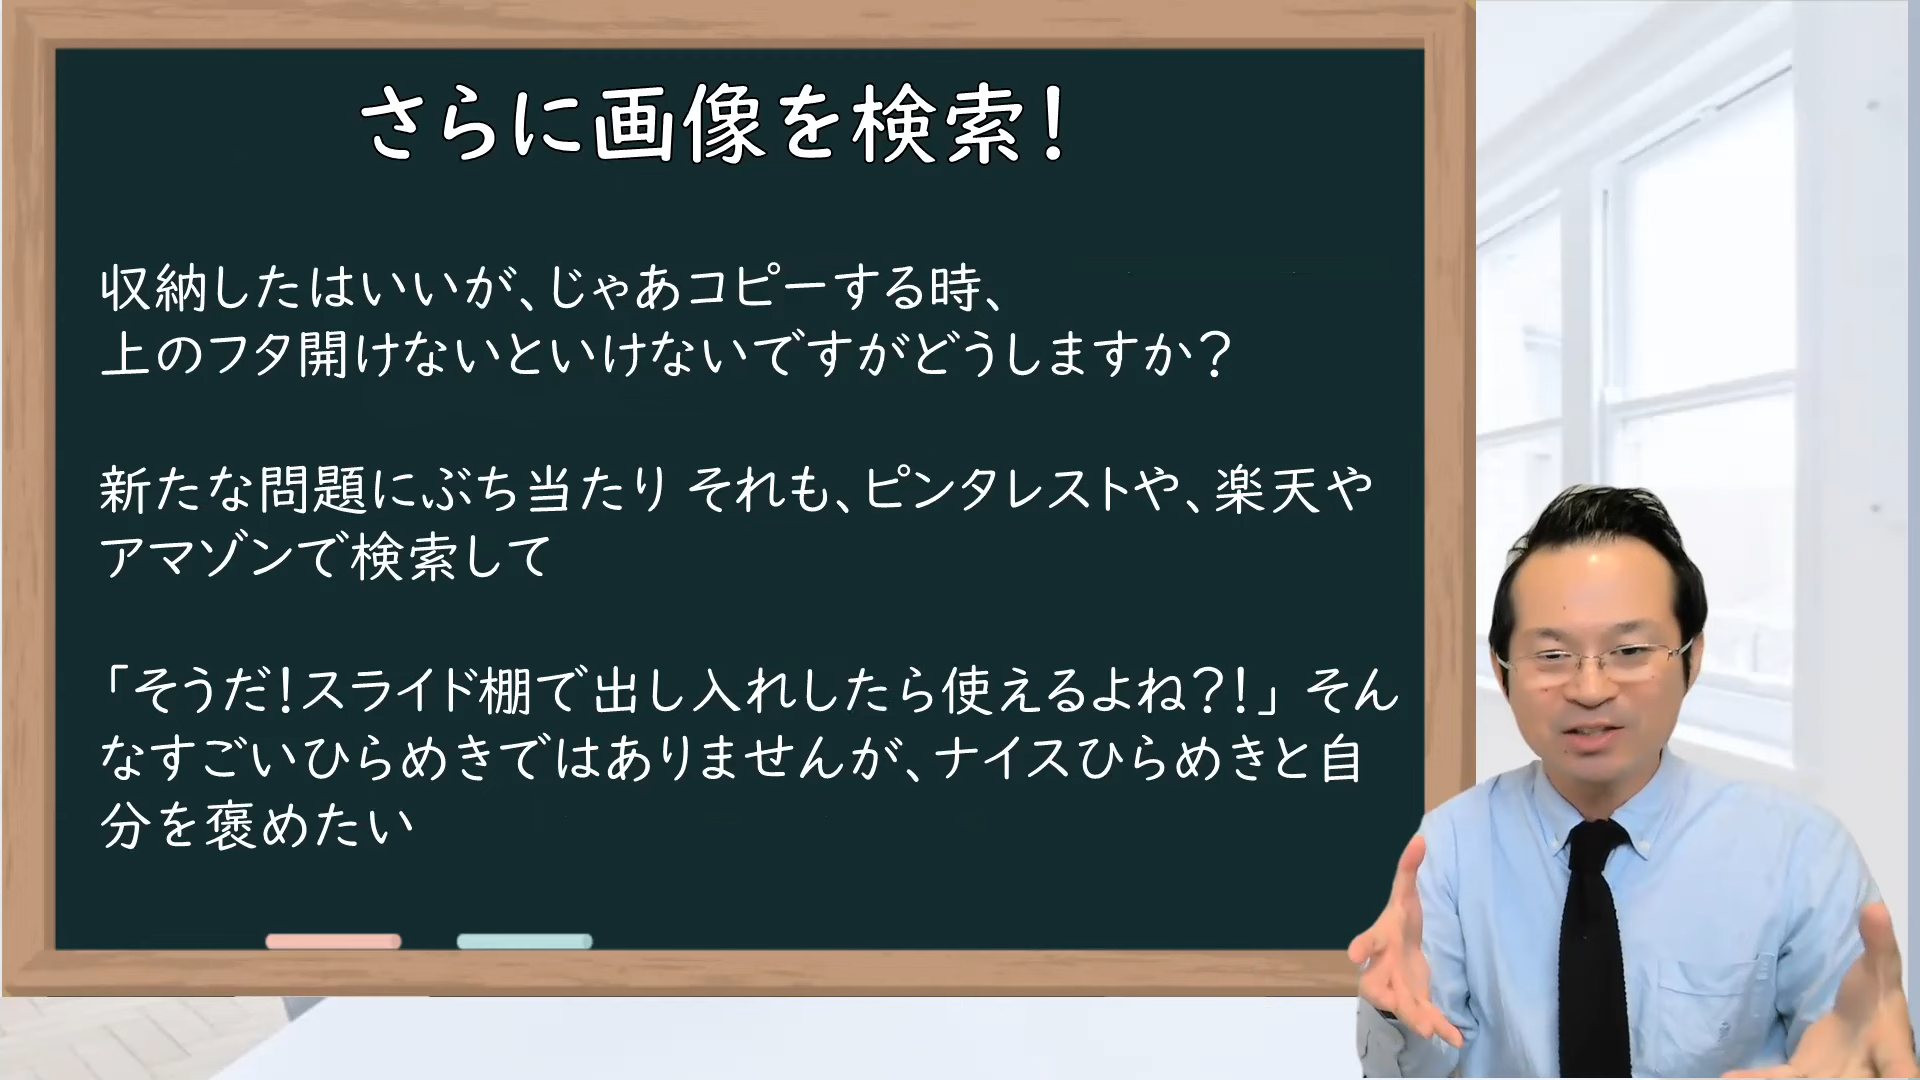 さらに画像を検索！
収納したはいいが、じゃあコピーする時、
上のフタ開けないといけないですがどうしますか？
新たな問題にぶち当たり それも、ピンタレストや、楽天や
アマゾンで検索して
「そうだ！スライド棚で出し入れしたら使えるよね？！」 そん
なすごいひらめきではありませんが、ナイスひらめきと自
分を褒めたい